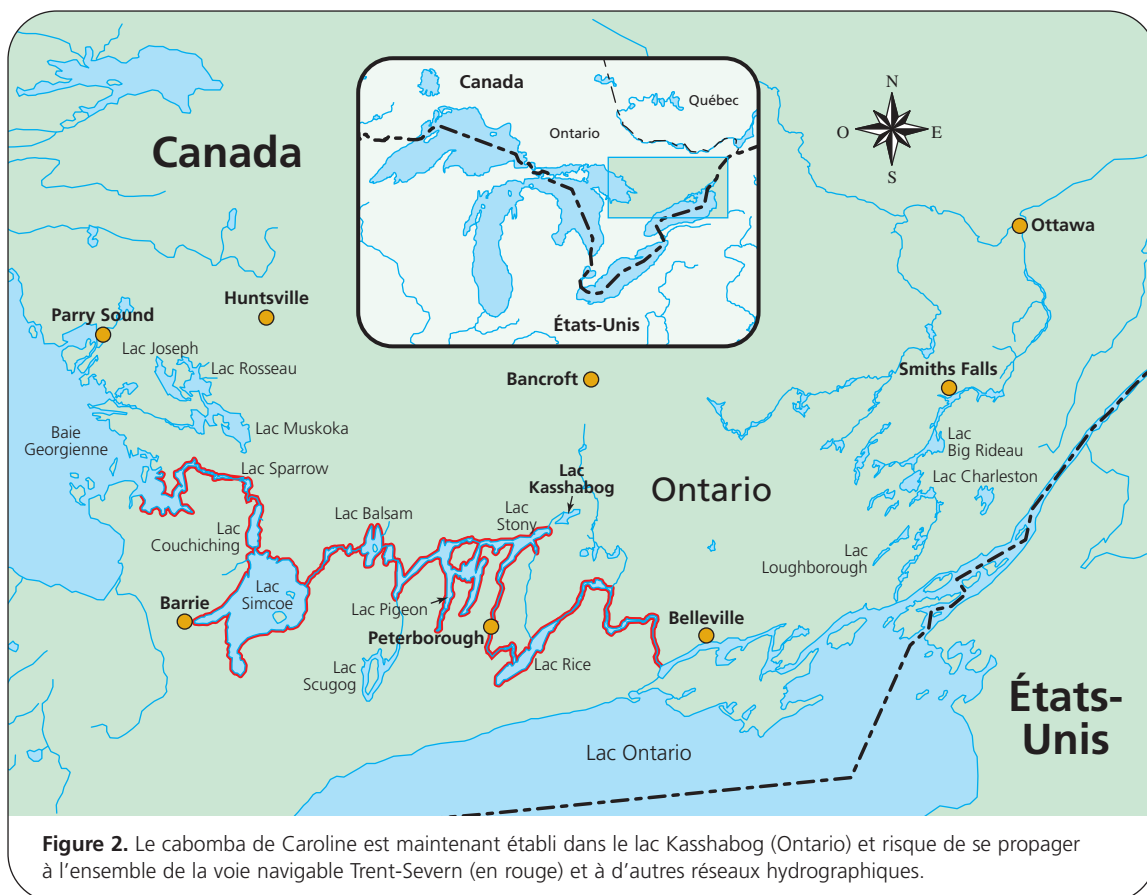 Canada
Québec
Ontario
États-Unis
N
O
E
S
Canada
Ottawa
Huntsville
Parry Sound
Lac Joseph
Lac Rosseau
Bancroft
Smiths Falls
Baie
Georgienne
Lac Muskoka
Lac
Big Rideau
Lac Sparrow
Lac
Kasshabog
Ontario
Lac Charleston
Lac
Couchiching
Lac Balsam
Lac
Stony
Lac
Loughborough
Lac
Simcoe
Barrie
Lac Pigeon
Peterborough
Belleville
Lac
Scugog
Lac Rice
États-
Unis
Lac Ontario
Figure 2. Le cabomba de Caroline est maintenant établi dans le lac Kasshabog (Ontario) et risque de se propager
à l'ensemble de la voie navigable Trent-Severn (en rouge) et à d'autres réseaux hydrographiques.